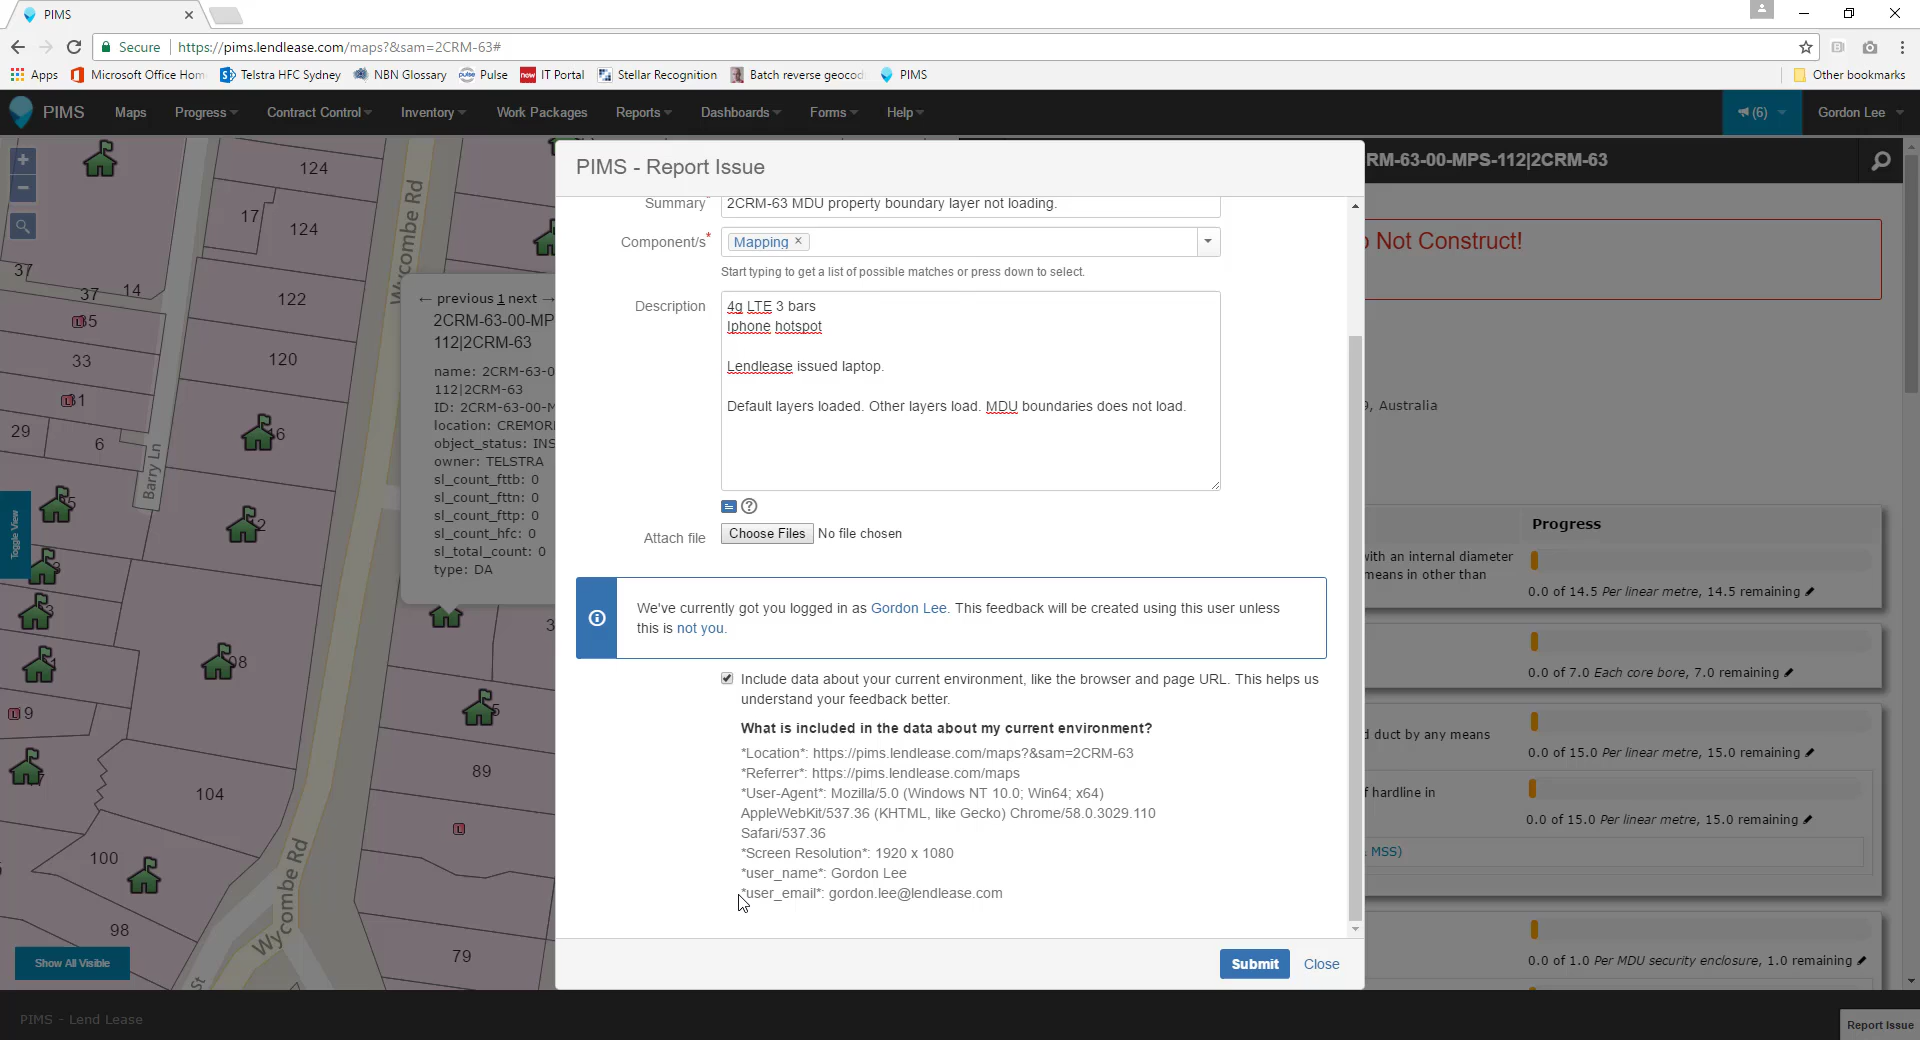 PIMS
Secure
https://pims.lendlease.com/maps?&sam=2CRM-63#
Apps
Microsoft Office Hom
Telstra HFC Sydney
NBN Glossary
Pulse
IT Portal
Stellar Recognition
Batch reverse geocod
PIMS
Other bookmarks
PIMS
Maps
Progress
Contract Control
Inventory
Work Packages
Reports
Dashboards
Forms
Help
(6)
Gordon Lee
PIMS - Report Issue
RM-63-00-MPS-112|2CRM-63
Summary*
2CRM-63 MDU property boundary layer not loading.
Component/s*
Mapping ×
Start typing to get a list of possible matches or press down to select.
Description
4g LTE 3 bars
Iphone hotspot
Lendlease issued laptop.
Default layers loaded. Other layers load. MDU boundaries does not load.
Attach file
Choose Files
No file chosen
We've currently got you logged in as Gordon Lee. This feedback will be created using this user unless
this is not you.
Include data about your current environment, like the browser and page URL. This helps us
understand your feedback better.
What is included in the data about my current environment?
*Location*: https://pims.lendlease.com/maps?&sam=2CRM-63
*Referrer*: https://pims.lendlease.com/maps
*User-Agent*: Mozilla/5.0 (Windows NT 10.0; Win64; x64)
AppleWebKit/537.36 (KHTML, like Gecko) Chrome/58.0.3029.110
Safari/537.36
*Screen Resolution*: 1920 x 1080
*user_name*: Gordon Lee
*user_email*: gordon.lee@lendlease.com
Submit
Close
← previous 1 next →
2CRM-63-00-MP
112|2CRM-63
name: 2CRM-63-0
112|2CRM-63
ID: 2CRM-63-00-M
location: CREMOR
object_status: INS
owner: TELSTRA
sl_count_fttb: 0
sl_count_fttn: 0
sl_count_fttp: 0
sl_count_hfc: 0
sl_total_count: 0
type: DA
124
17
124
37
37
14
122
35
33
120
31
29
6
16
12
08
19
104
100
98
89
79
Wycombe Rd
Barry Ln
Wycombe Rd
St
Toggle View
Show All Visible
Not Construct!
9, Australia
Progress
with an internal diameter
means in other than
0.0 of 14.5 Per linear metre, 14.5 remaining
0.0 of 7.0 Each core bore, 7.0 remaining
d duct by any means
0.0 of 15.0 Per linear metre, 15.0 remaining
f hardline in
0.0 of 15.0 Per linear metre, 15.0 remaining
MSS)
0.0 of 1.0 Per MDU security enclosure, 1.0 remaining
PIMS - Lend Lease
Report Issue